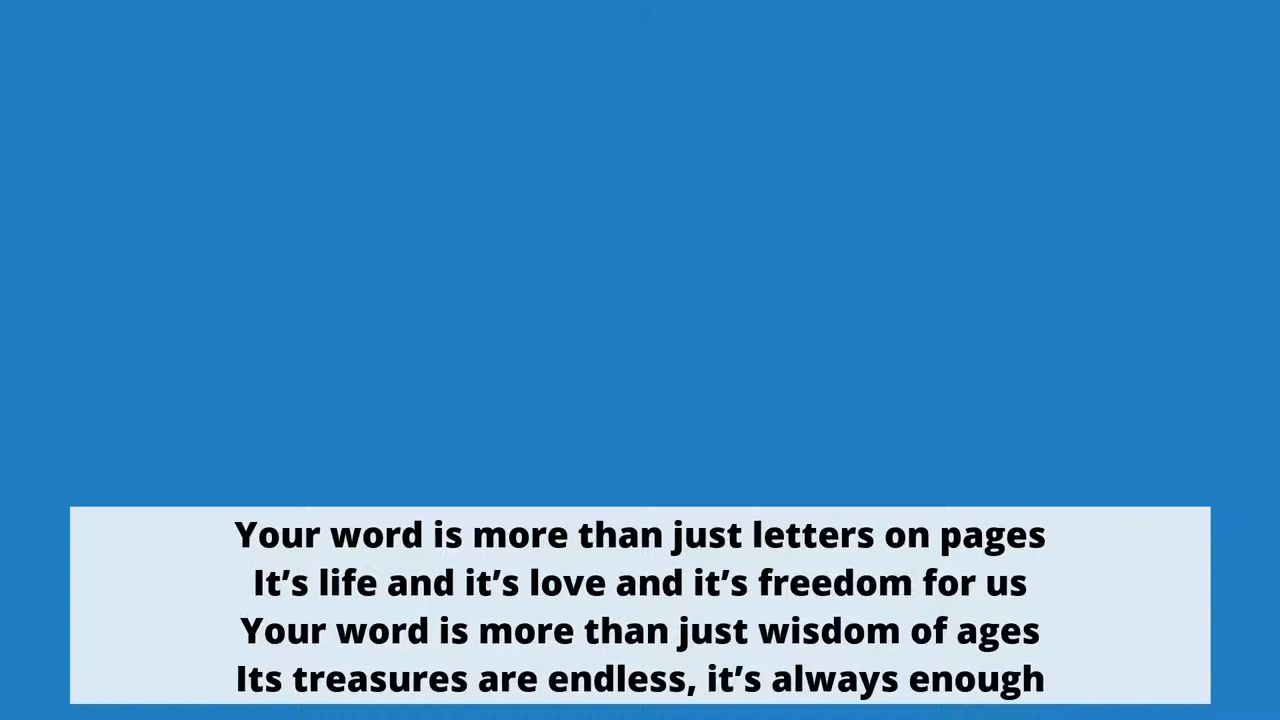 Your word is more than just letters on pages
It’s life and it’s love and it’s freedom for us
Your word is more than just wisdom of ages
Its treasures are endless, it’s always enough